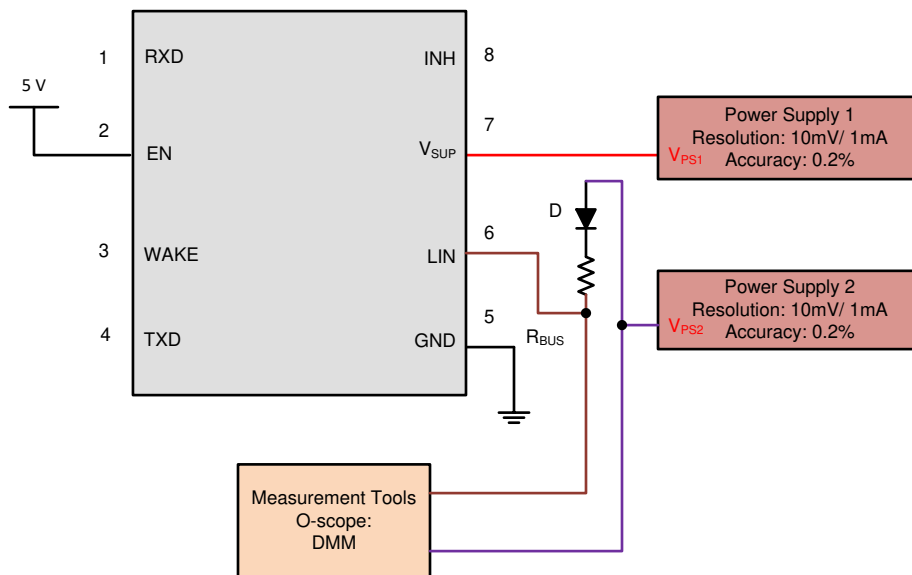 1
RXD
INH
8
5 V
2
EN
7
VSUP
Power Supply 1
Resolution: 10mV/ 1mA
VPS1
Accuracy: 0.2%
D
3
WAKE
6
LIN
4
TXD
5
GND
RBUS
Power Supply 2
Resolution: 10mV/ 1mA
VPS2
Accuracy: 0.2%
Measurement Tools
O-scope:
DMM